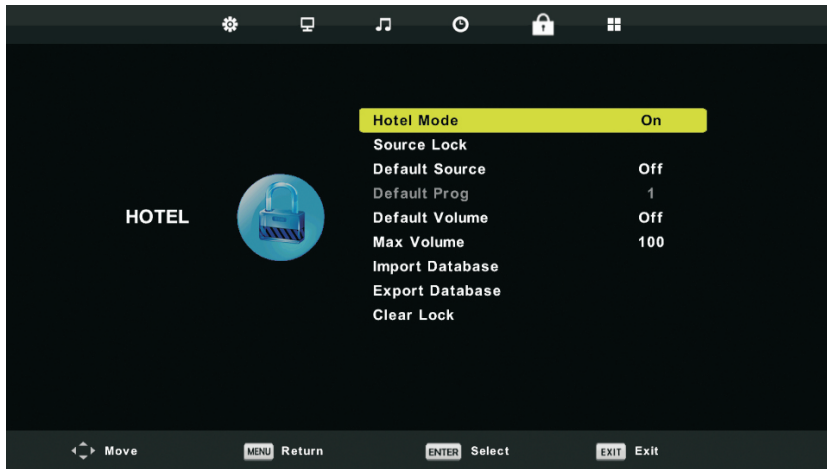 Hotel Mode On
Source Lock
Default Source Off
Default Prog 1
HOTEL
Default Volume Off
Max Volume 100
Import Database
Export Database
Clear Lock
Move MENU Return ENTER Select EXIT Exit